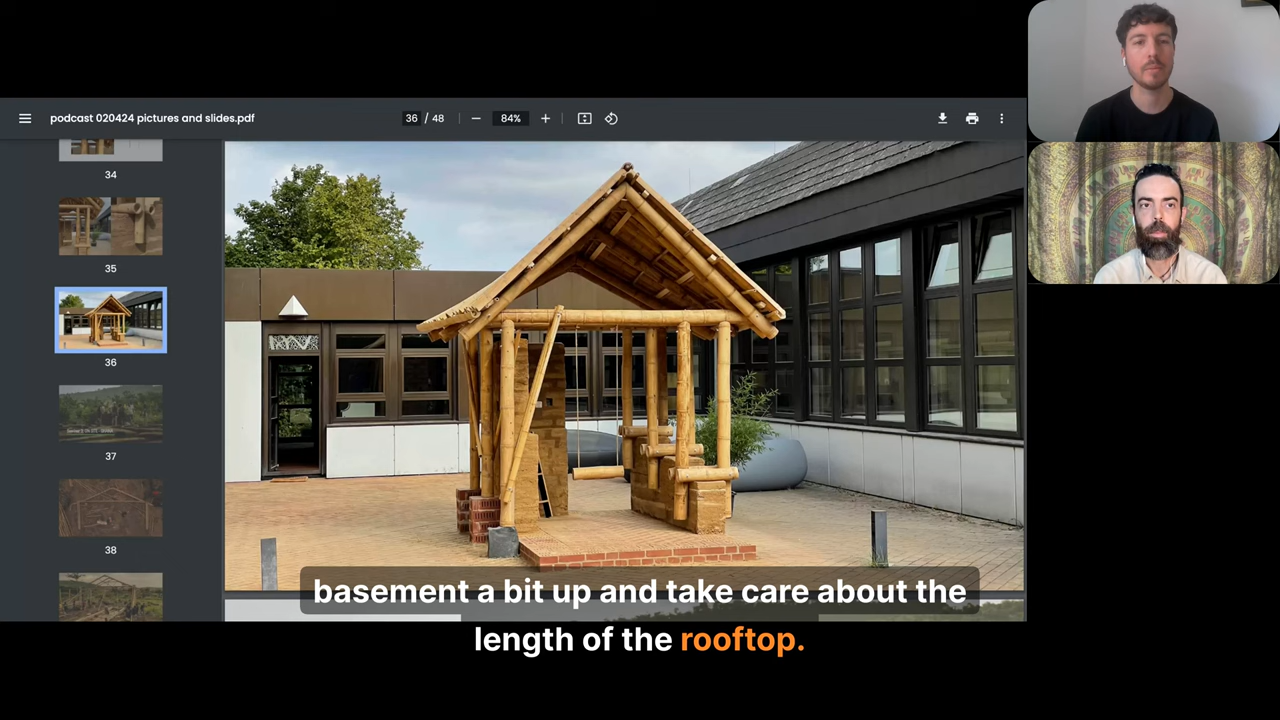 podcast 020424 pictures and slides.pdf
36 / 48
84%
34
35
36
37
38
basement a bit up and take care about the
length of the rooftop.